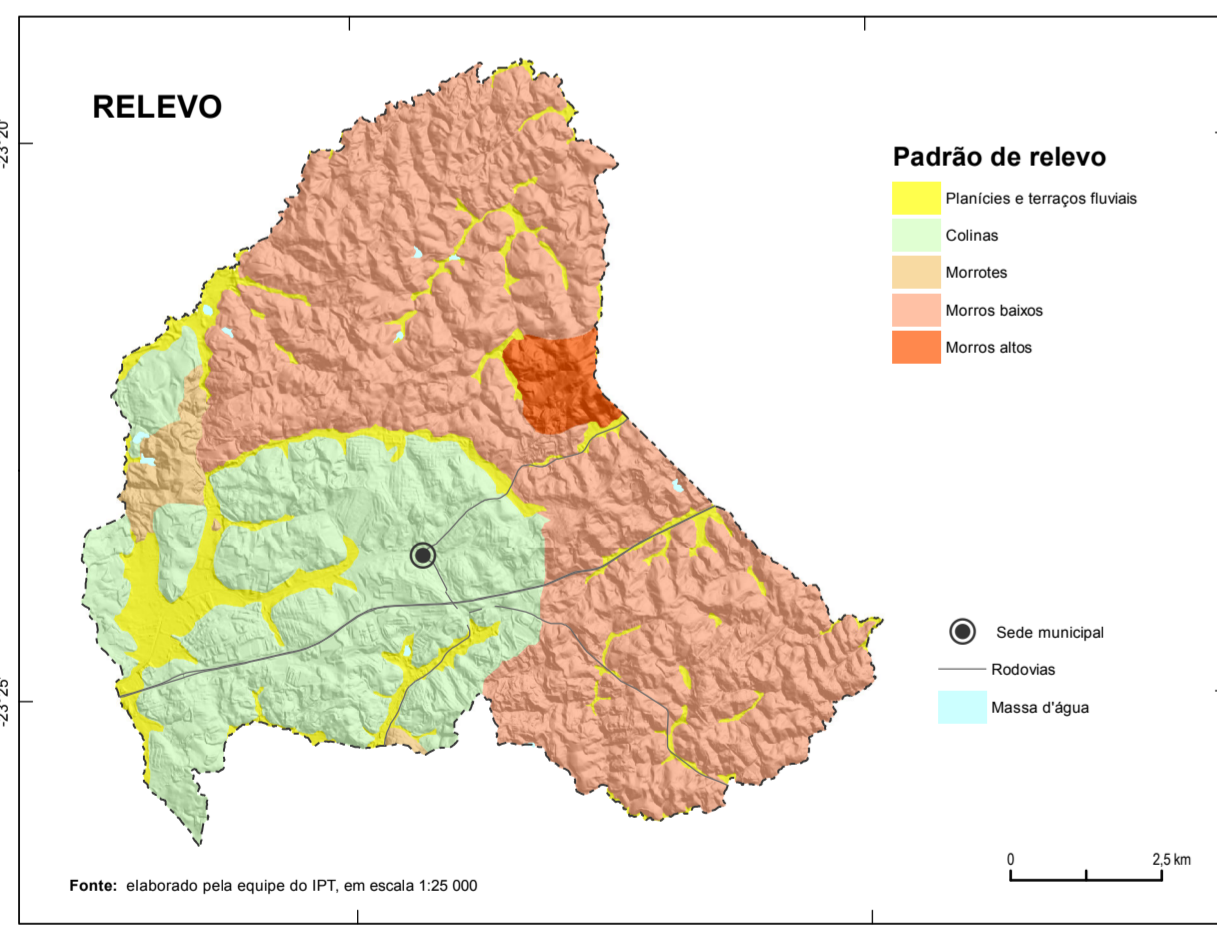 RELEVO
-23°20'
Padrão de relevo
Planícies e terraços fluviais
Colinas
Morrotes
Morros baixos
Morros altos
Sede municipal
Rodovias
Massa d'água
-23°25'
0 2,5 km
Fonte: elaborado pela equipe do IPT, em escala 1:25 000